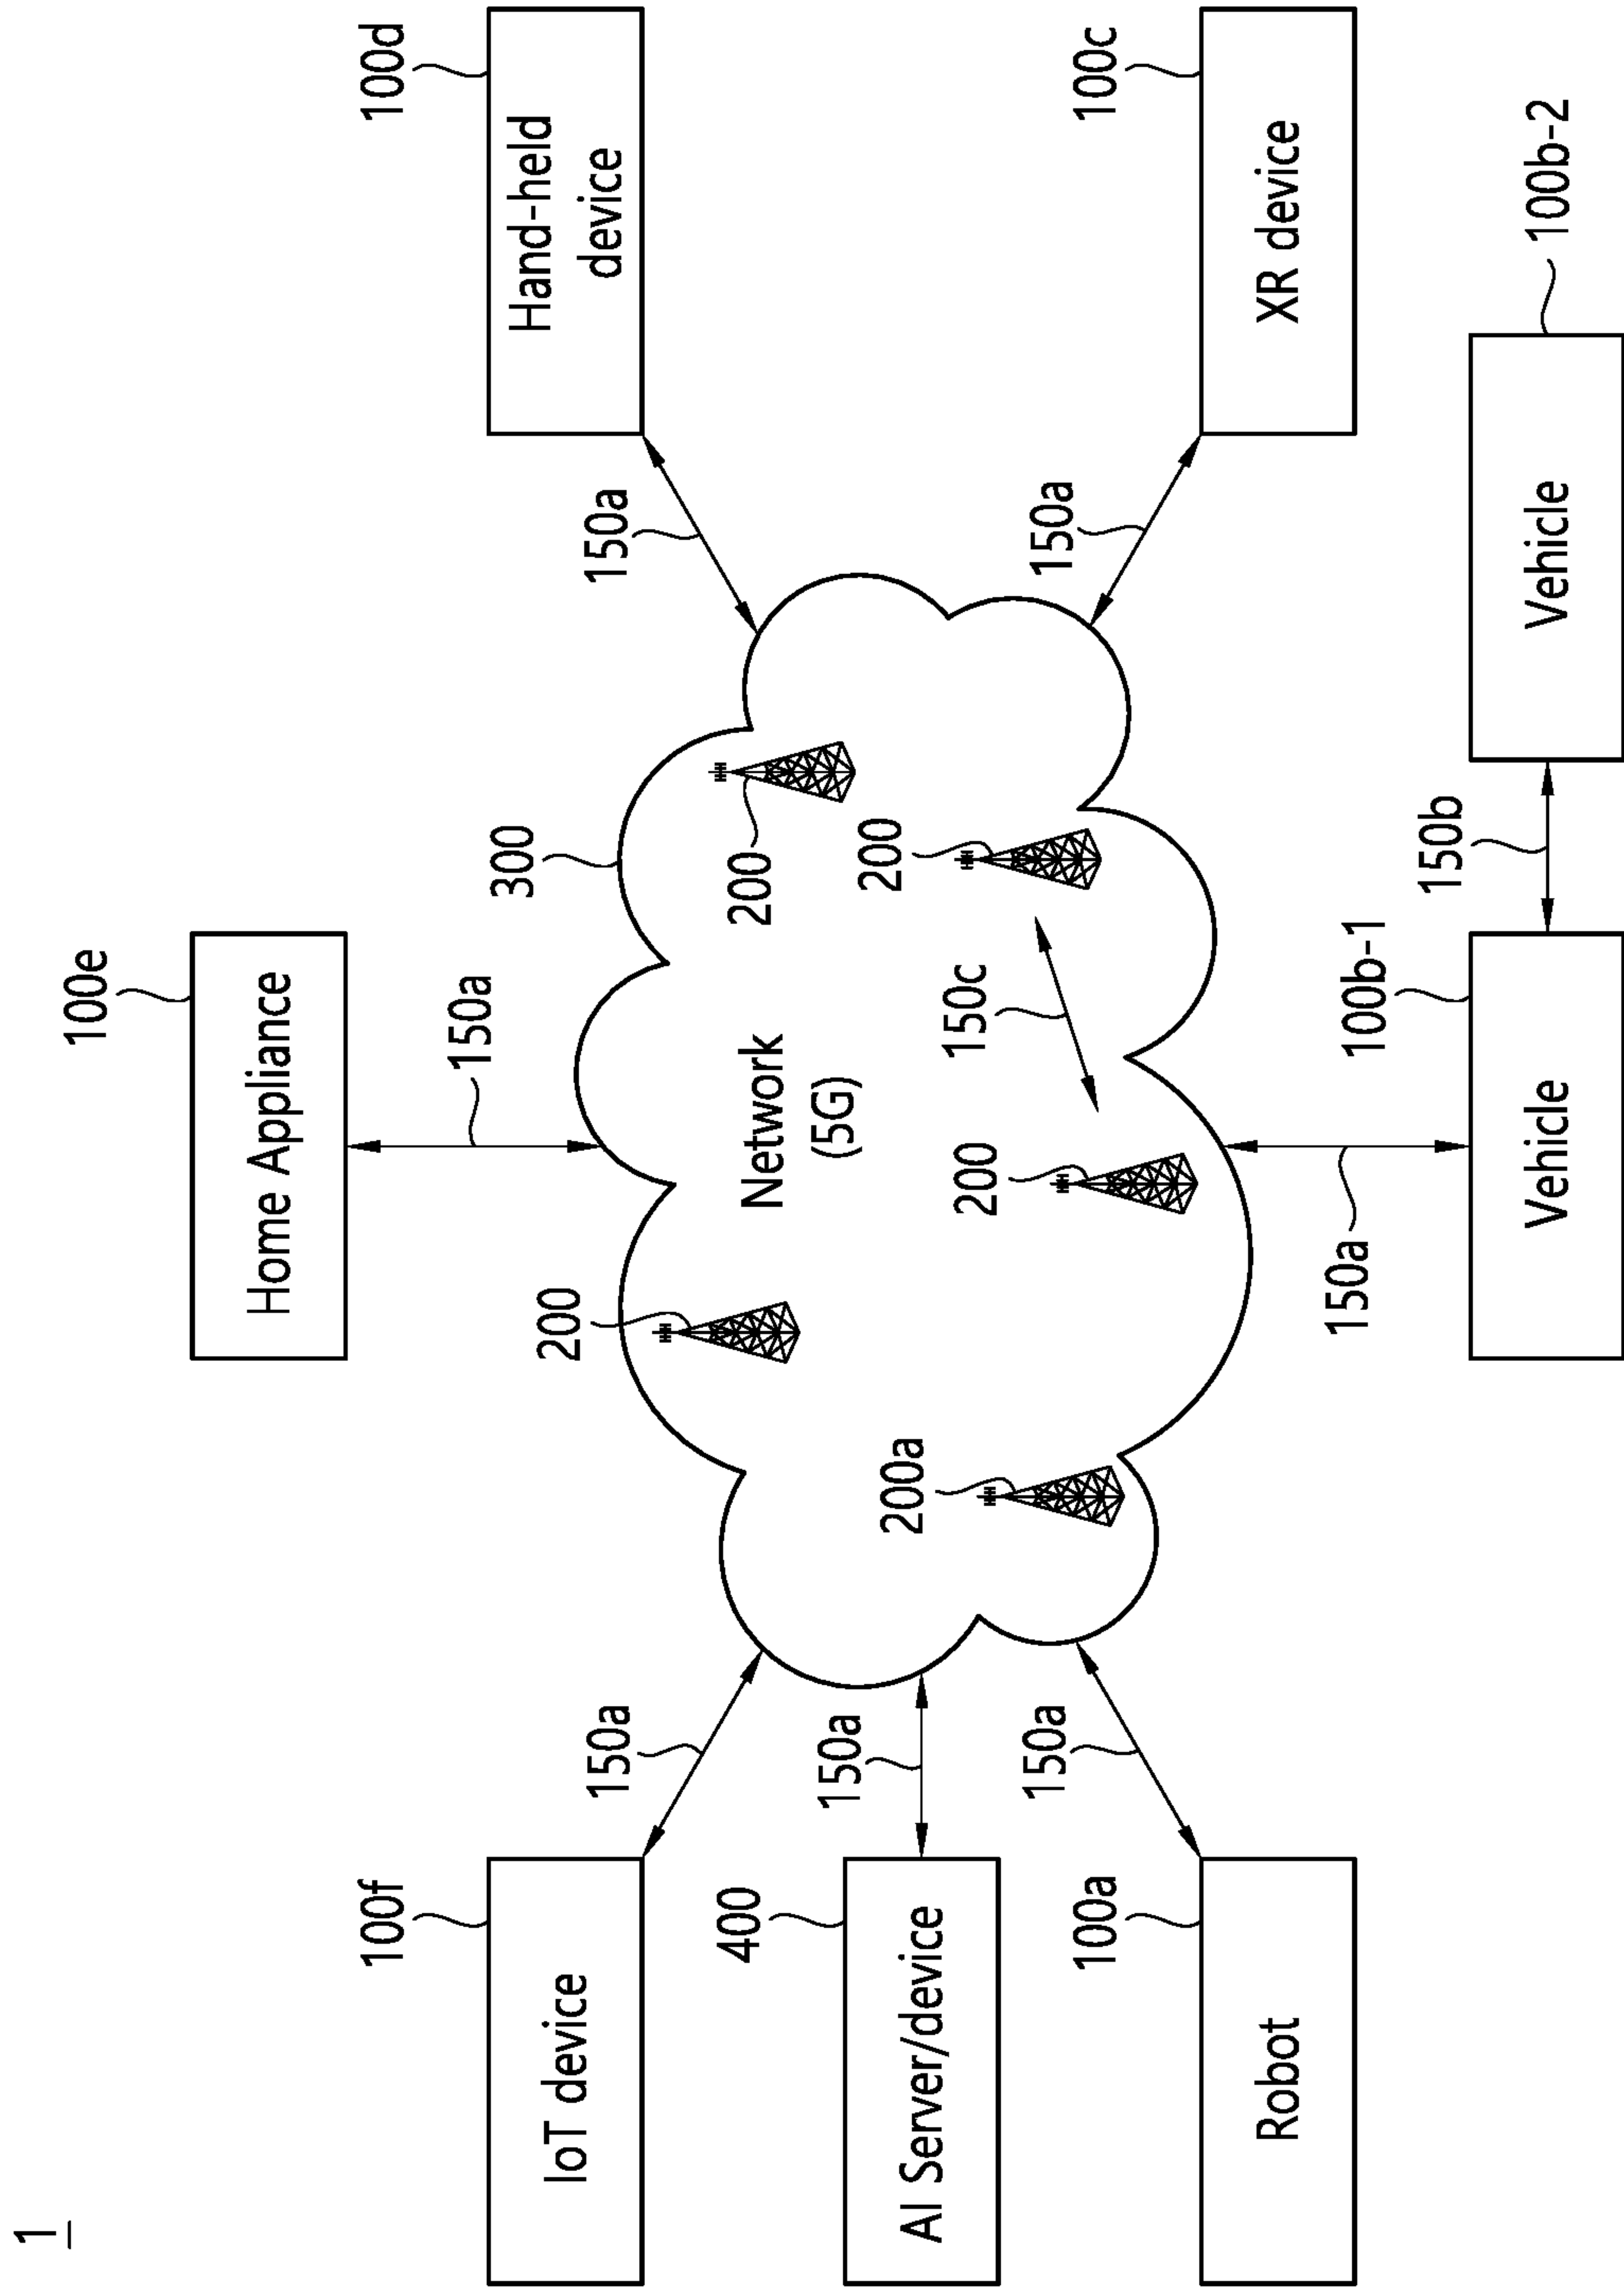 1
100e
Home Appliance
150a
100f
IoT device
150a
300
150a
100d
Hand-held
device
200
200
Network
(5G)
400
AI Server/device
150a
200a
200
150c
200
100a
Robot
150a
150a
100c
XR device
150a
100b-1
150b
Vehicle
Vehicle
100b-2